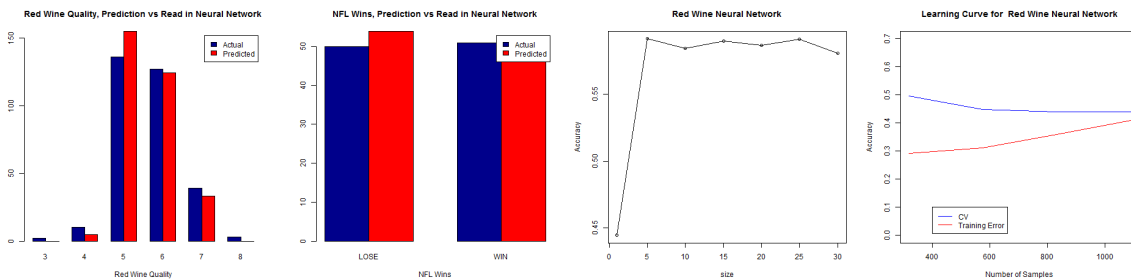 Red Wine Quality, Prediction vs Read in Neural Network
150
100
50
0
Actual
Predicted
3 4 5 6 7 8
Red Wine Quality
NFL Wins, Prediction vs Read in Neural Network
50
40
30
20
10
0
Actual
Predicted
LOSE WIN
NFL Wins
Red Wine Neural Network
Accuracy
0.55
0.50
0.45
0 5 10 15 20 25 30
size
Learning Curve for Red Wine Neural Network
Accuracy
0.7
0.6
0.5
0.4
0.3
0.2
0.1
0.0
CV
Training Error
400 600 800 1000
Number of Samples